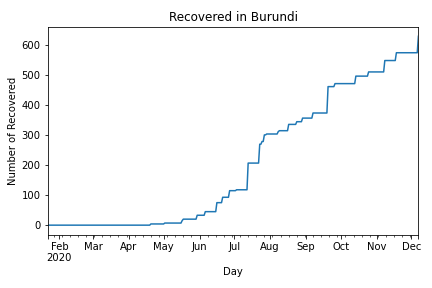 Recovered in Burundi
Number of Recovered
600
500
400
300
200
100
0
Feb Mar Apr May Jun Jul Aug Sep Oct Nov Dec
2020
Day